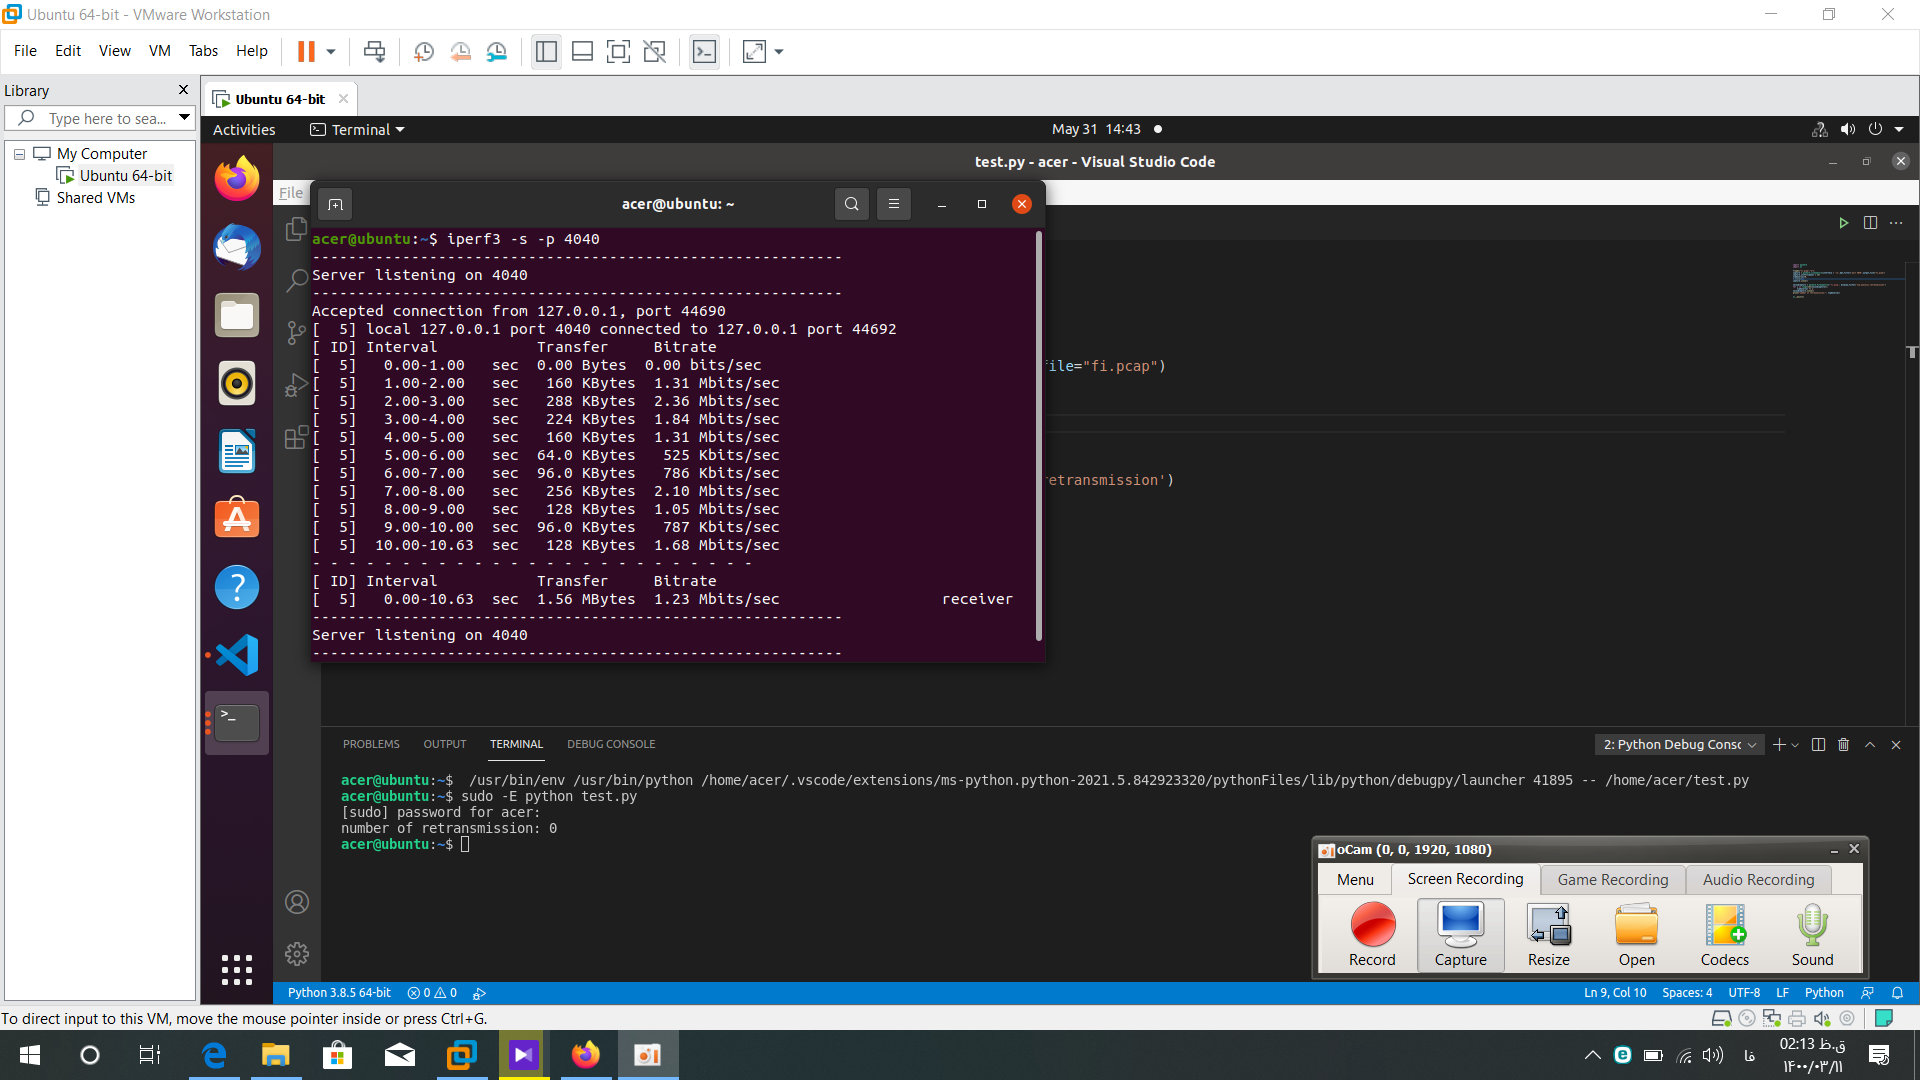 Ubuntu 64-bit - VMware Workstation
File Edit View VM Tabs Help
Library
Type here to sea...
My Computer
Ubuntu 64-bit
Shared VMs
Ubuntu 64-bit
Activities
Terminal
May 31 14:43
test.py - acer - Visual Studio Code
File
acer@ubuntu: ~
acer@ubuntu:~$ iperf3 -s -p 4040
-----------------------------------------------------------
Server listening on 4040
-----------------------------------------------------------
Accepted connection from 127.0.0.1, port 44690
[  5] local 127.0.0.1 port 4040 connected to 127.0.0.1 port 44692
[ ID] Interval           Transfer     Bitrate
[  5]   0.00-1.00   sec  0.00 Bytes  0.00 bits/sec
[  5]   1.00-2.00   sec   160 KBytes  1.31 Mbits/sec
[  5]   2.00-3.00   sec   288 KBytes  2.36 Mbits/sec
[  5]   3.00-4.00   sec   224 KBytes  1.84 Mbits/sec
[  5]   4.00-5.00   sec   160 KBytes  1.31 Mbits/sec
[  5]   5.00-6.00   sec  64.0 KBytes   525 Kbits/sec
[  5]   6.00-7.00   sec  96.0 KBytes   786 Kbits/sec
[  5]   7.00-8.00   sec   256 KBytes  2.10 Mbits/sec
[  5]   8.00-9.00   sec   128 KBytes  1.05 Mbits/sec
[  5]   9.00-10.00  sec  96.0 KBytes   787 Kbits/sec
[  5]  10.00-10.63  sec   128 KBytes  1.68 Mbits/sec
- - - - - - - - - - - - - - - - - - - - - - - - -
[ ID] Interval           Transfer     Bitrate
[  5]   0.00-10.63  sec  1.56 MBytes  1.23 Mbits/sec                  receiver
-----------------------------------------------------------
Server listening on 4040
-----------------------------------------------------------
file="fi.pcap")
retransmission')
PROBLEMS OUTPUT TERMINAL DEBUG CONSOLE
2: Python Debug Consc
acer@ubuntu:~$  /usr/bin/env /usr/bin/python /home/acer/.vscode/extensions/ms-python.python-2021.5.842923320/pythonFiles/lib/python/debugpy/launcher 41895 -- /home/acer/test.py
acer@ubuntu:~$ sudo -E python test.py
[sudo] password for acer:
number of retransmission: 0
acer@ubuntu:~$
oCam (0, 0, 1920, 1080)
Menu Screen Recording Game Recording Audio Recording
Record Capture Resize Open Codecs Sound
Python 3.8.5 64-bit 0 0
Ln 9, Col 10 Spaces: 4 UTF-8 LF Python
To direct input to this VM, move the mouse pointer inside or press Ctrl+G.
فا
02:13 ق.ظ
۱۴۰۰/۰۳/۱۱